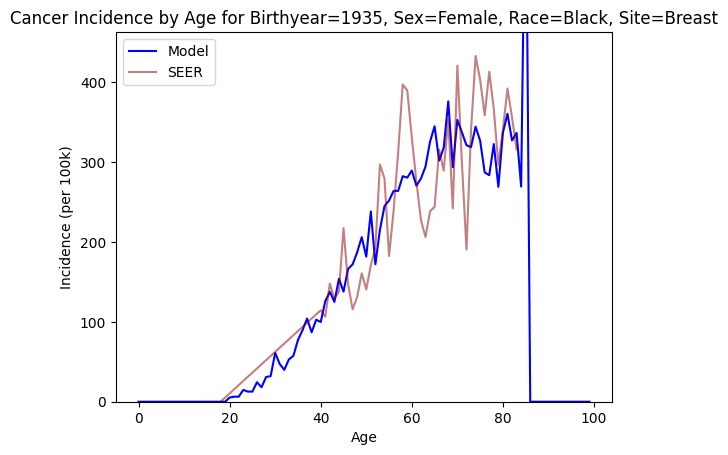 Cancer Incidence by Age for Birthyear=1935, Sex=Female, Race=Black, Site=Breast
Model
SEER
400
300
200
100
0
Incidence (per 100k)
0 20 40 60 80 100
Age